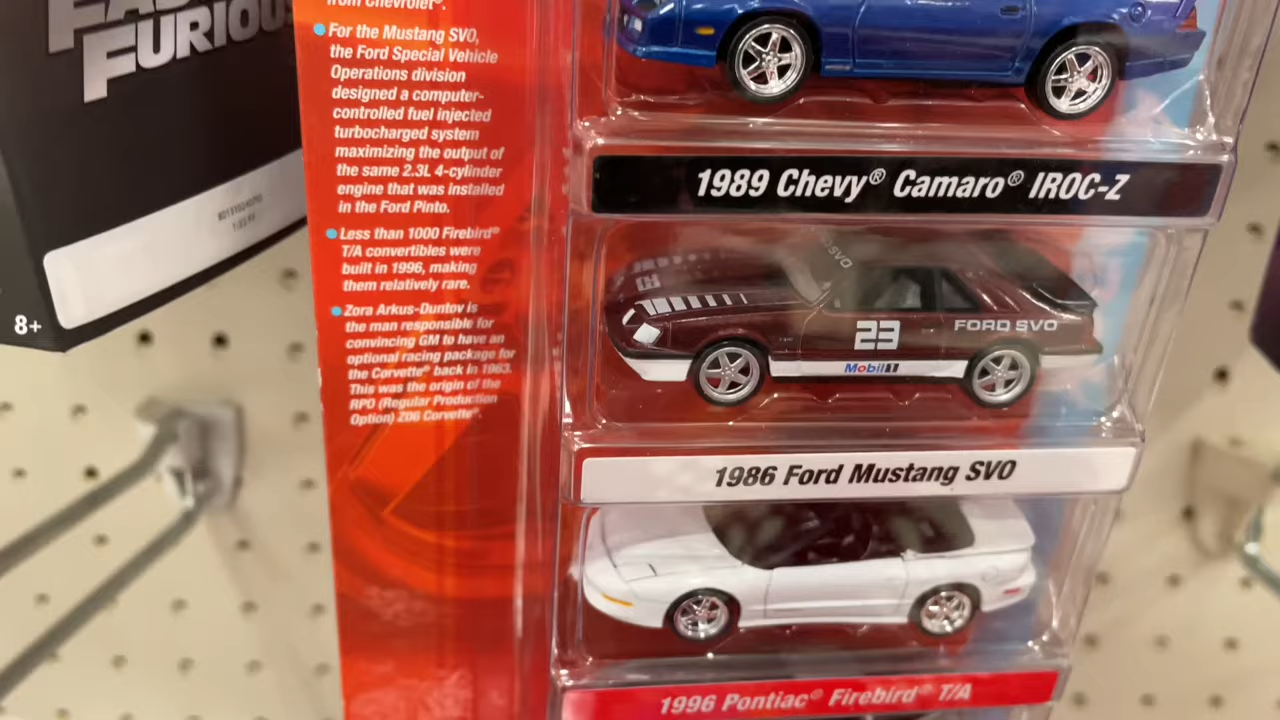 FAST
FURIOUS
8+
from Chevrolet®.
For the Mustang SVO,
the Ford Special Vehicle
Operations division
designed a computer-
controlled fuel injected
turbocharged system
maximizing the output of
the same 2.3L 4-cylinder
engine that was installed
in the Ford Pinto.
Less than 1000 Firebird®
T/A convertibles were
built in 1996, making
them relatively rare.
Zora Arkus-Duntov is
the man responsible for
convincing GM to have an
optional racing package for
the Corvette® back in 1963.
This was the origin of the
RPO (Regular Production
Option) Z06 Corvette®.
1989 Chevy® Camaro® IROC-Z
SVO
23
FORD SVO
Mobil 1
1986 Ford Mustang SVO
1996 Pontiac® Firebird® T/A